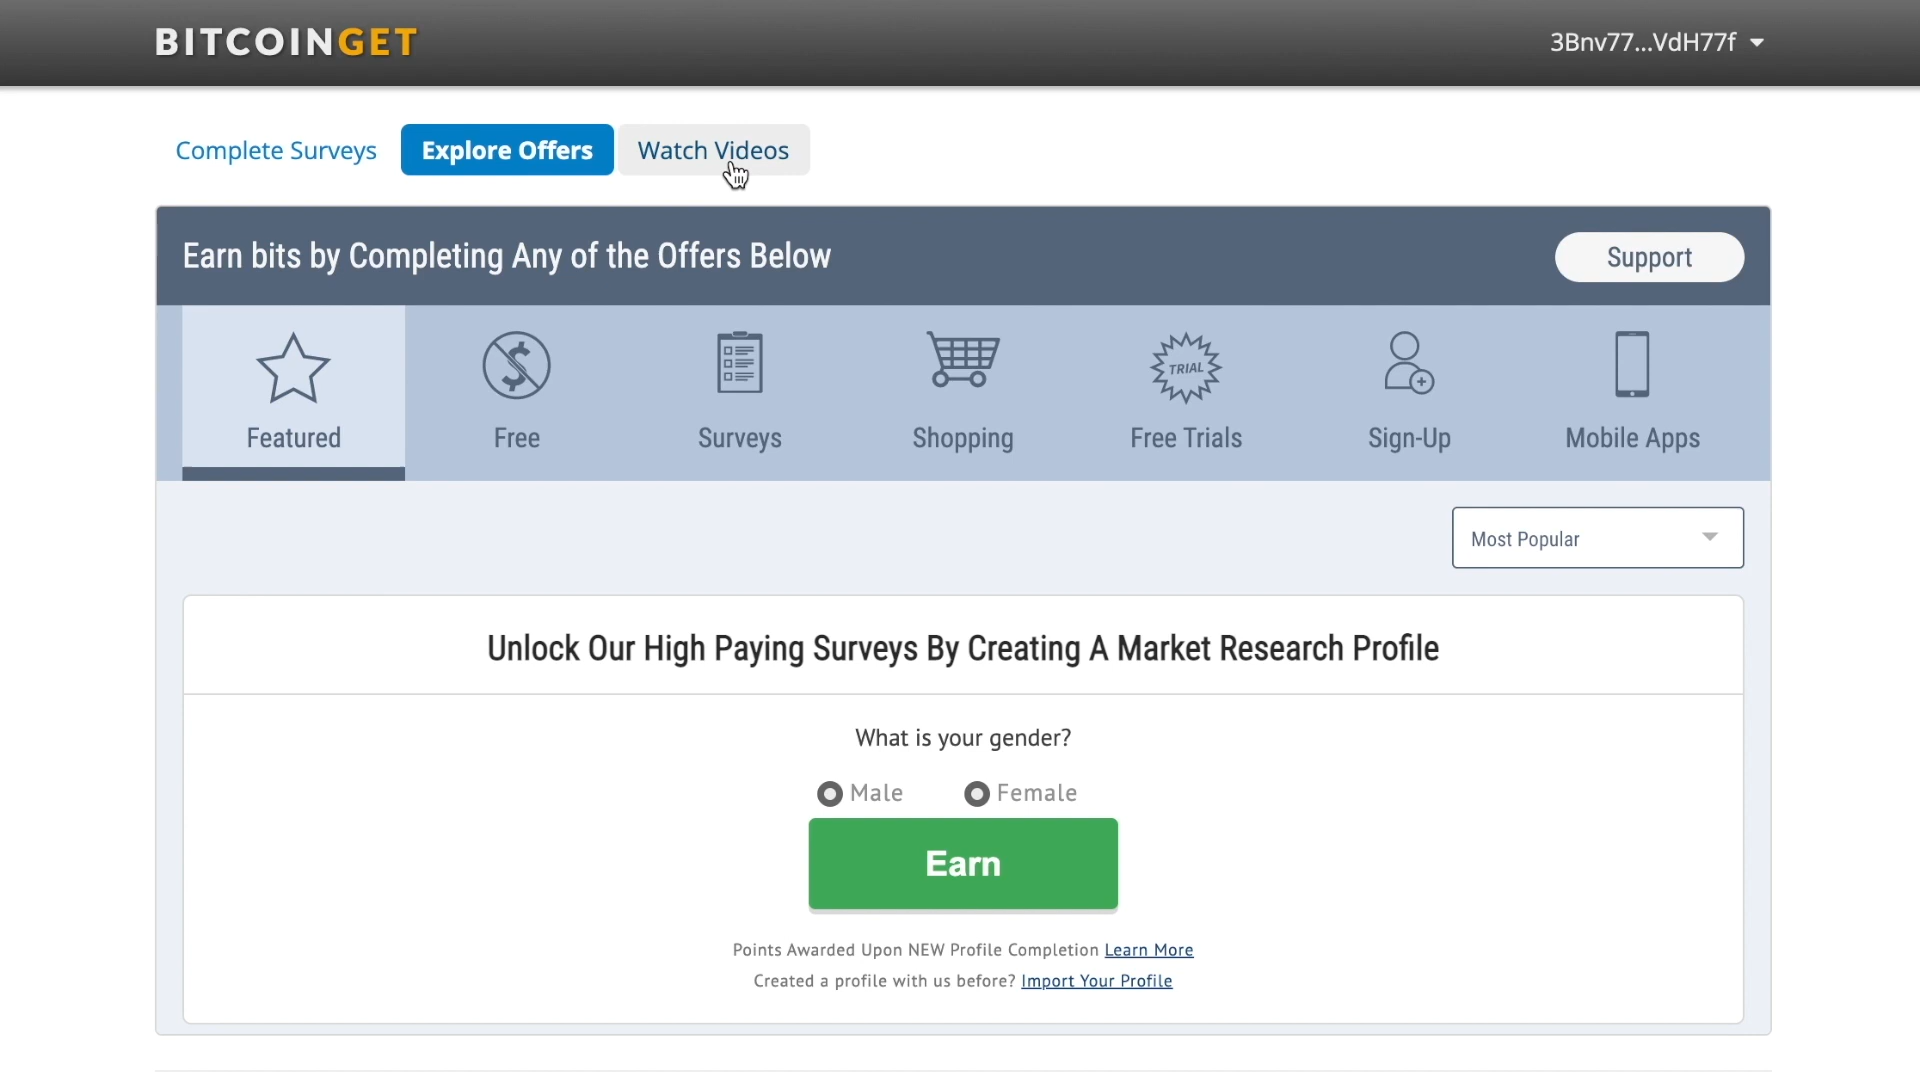 BITCOINGET
3Bnv77...VdH77f
Complete Surveys
Explore Offers
Watch Videos
Earn bits by Completing Any of the Offers Below
Support
TRIAL
Featured
Free
Surveys
Shopping
Free Trials
Sign-Up
Mobile Apps
Most Popular
Unlock Our High Paying Surveys By Creating A Market Research Profile
What is your gender?
Male
Female
Earn
Points Awarded Upon NEW Profile Completion Learn More
Created a profile with us before? Import Your Profile